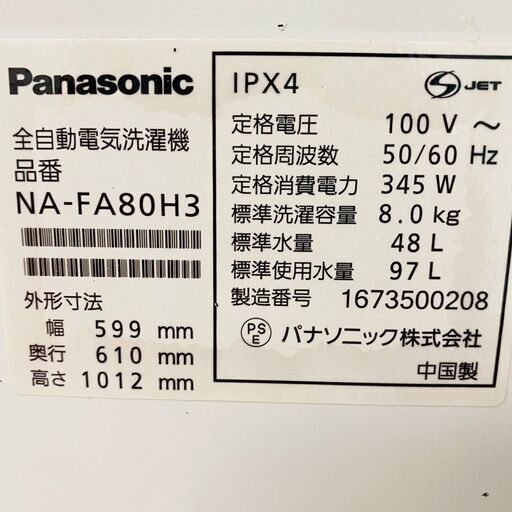 Panasonic
全自動電気洗濯機
品番
NA-FA80H3
外形寸法
幅 599 mm
奥行 610 mm
高さ 1012 mm
IPX4
S JET
定格電圧 100 V ～
定格周波数 50/60 Hz
定格消費電力 345 W
標準洗濯容量 8.0 kg
標準水量 48 L
標準使用水量 97 L
製造番号 1673500208
PS
E パナソニック株式会社
中国製